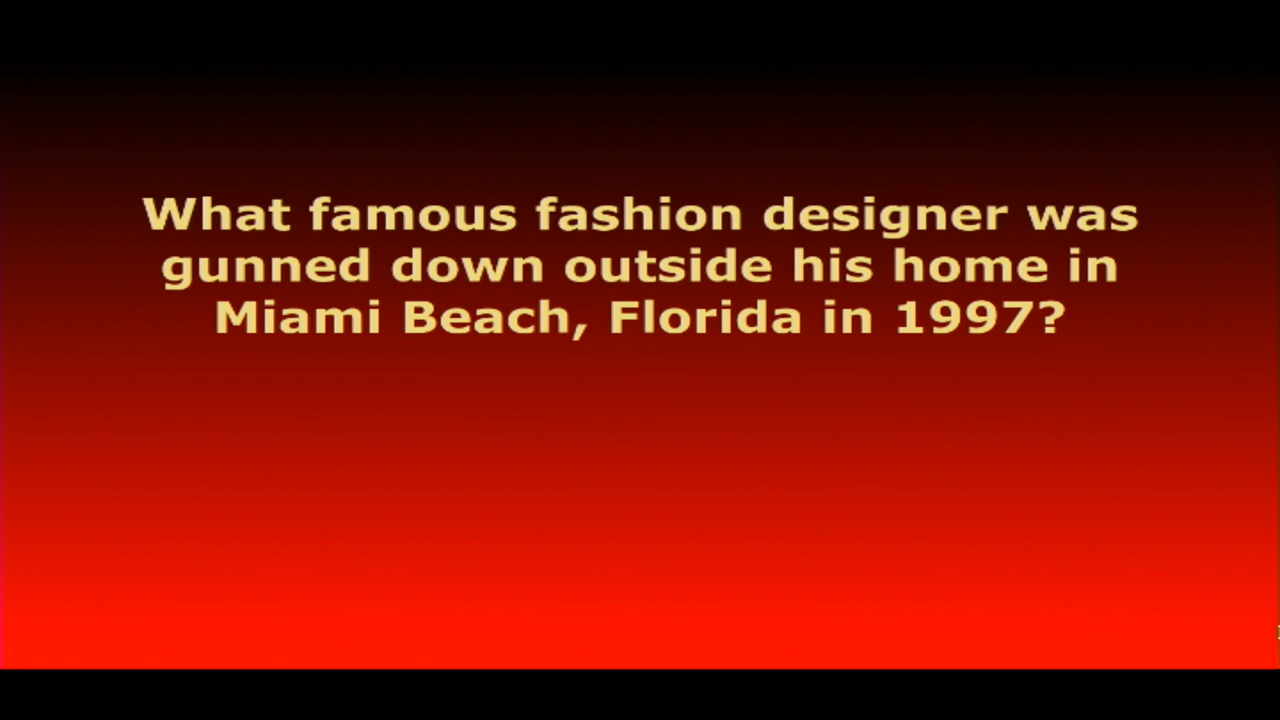 What famous fashion designer was
gunned down outside his home in
Miami Beach, Florida in 1997?